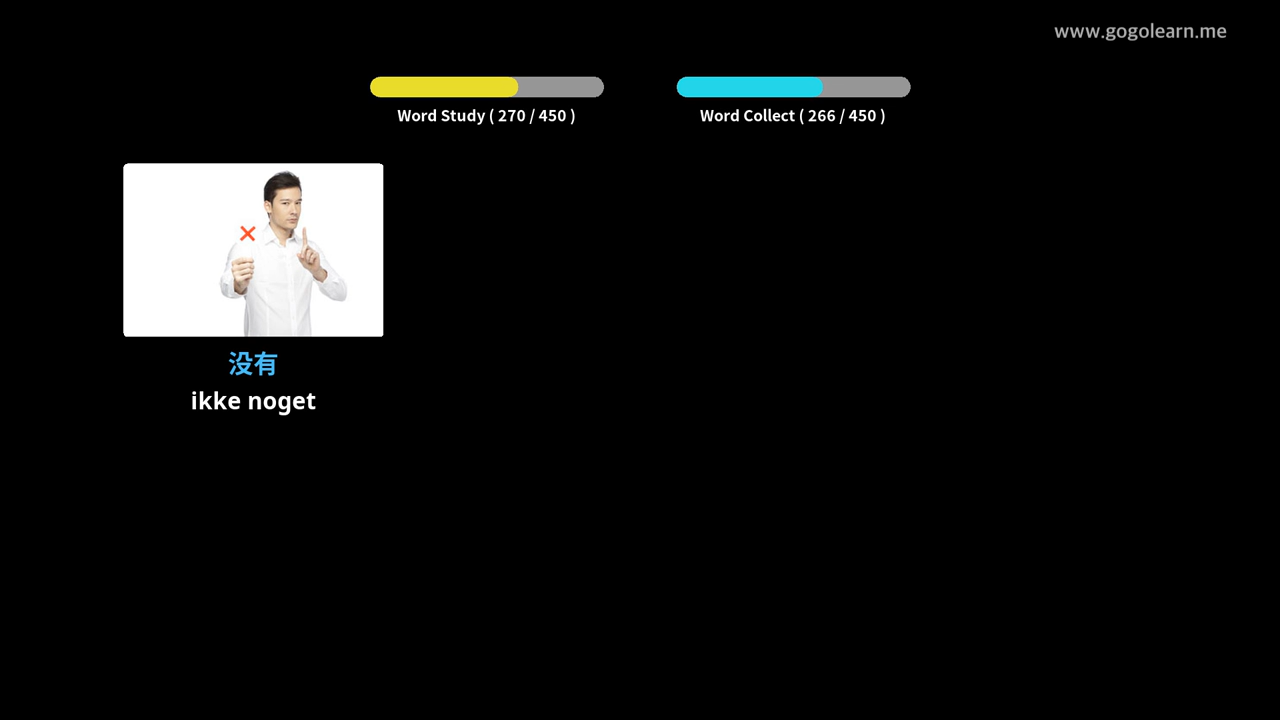 www.gogolearn.me
Word Study ( 270 / 450 )
Word Collect ( 266 / 450 )
没有
ikke noget